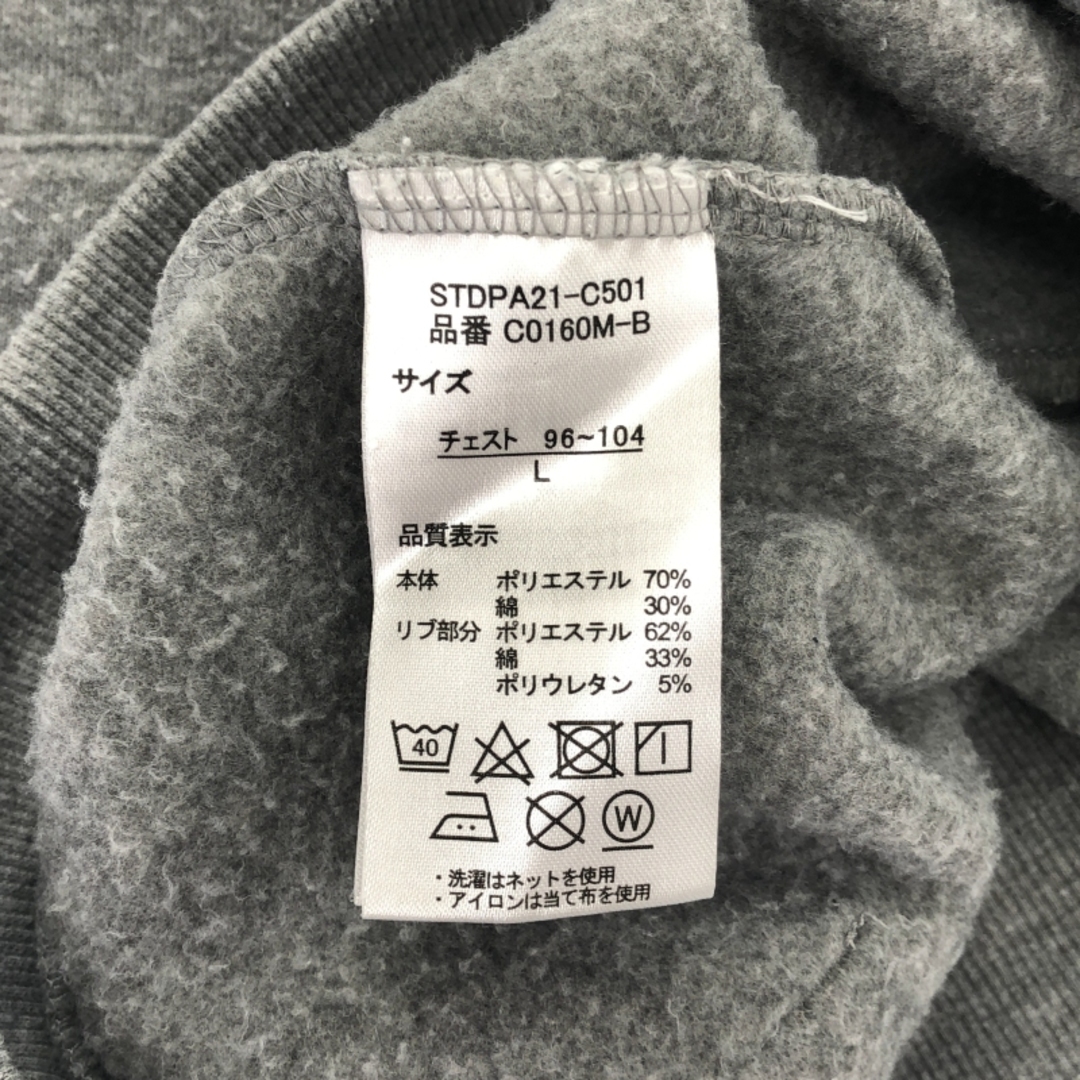 STDPA21-C501
品番 C0160M-B
サイズ
チェスト 96~104
L
品質表示
本体 ポリエステル 70%
綿 30%
リブ部分 ポリエステル 62%
綿 33%
ポリウレタン 5%
40
W
・洗濯はネットを使用
・アイロンは当て布を使用